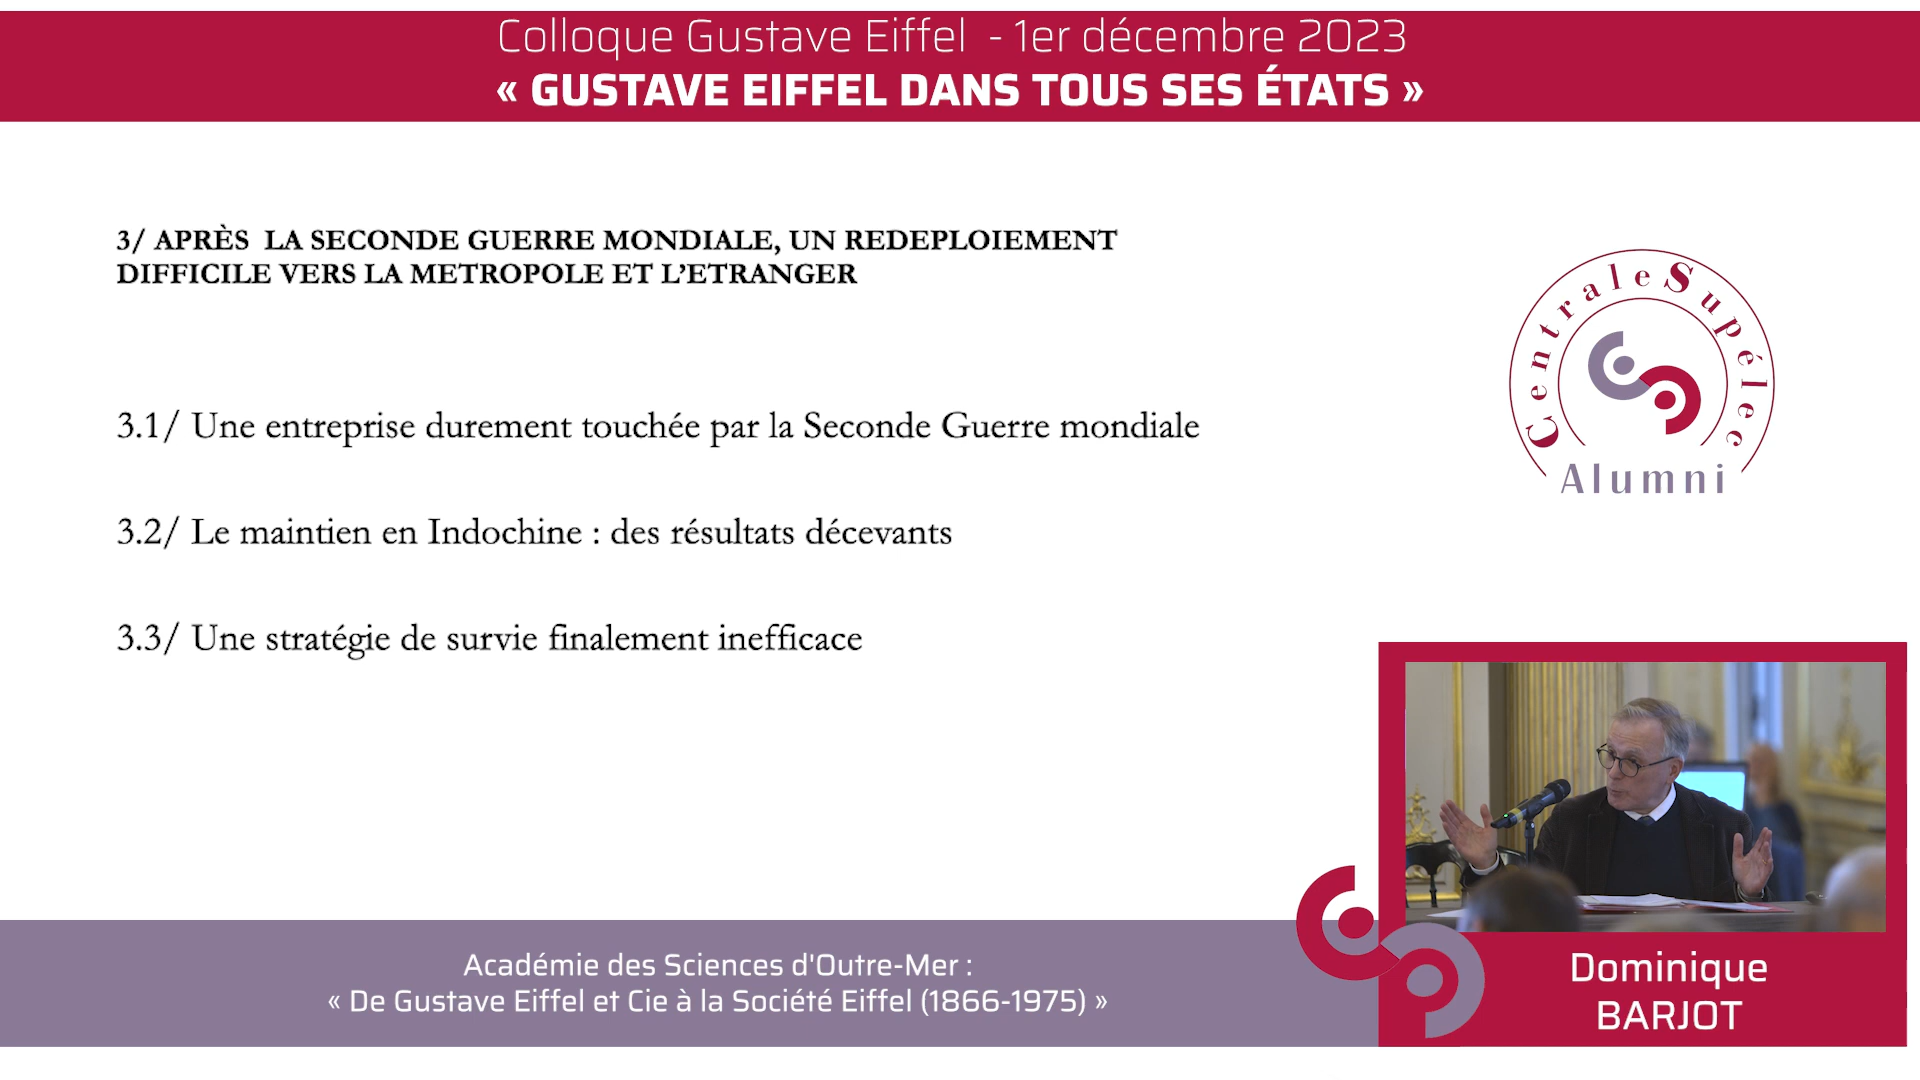 Colloque Gustave Eiffel - 1er décembre 2023
« GUSTAVE EIFFEL DANS TOUS SES ÉTATS »
3/ APRÈS LA SECONDE GUERRE MONDIALE, UN REDEPLOIEMENT
DIFFICILE VERS LA METROPOLE ET L’ETRANGER
3.1/ Une entreprise durement touchée par la Seconde Guerre mondiale
3.2/ Le maintien en Indochine : des résultats décevants
3.3/ Une stratégie de survie finalement inefficace
CentraleSupélec
Alumni
Académie des Sciences d'Outre-Mer :
« De Gustave Eiffel et Cie à la Société Eiffel (1866-1975) »
Dominique
BARJOT